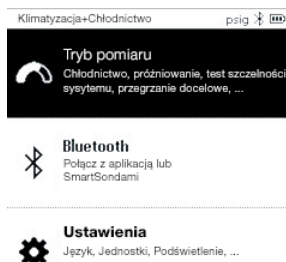 Klimatyzacja+Chłodnictwo psig
Tryb pomiaru
Chłodnictwo, próżniowanie, test szczelności
sysytemu, przegrzanie docelowe, ...
Bluetooth
Połącz z aplikacją lub
SmartSondami
Ustawienia
Język, Jednostki, Podświetlenie, ...